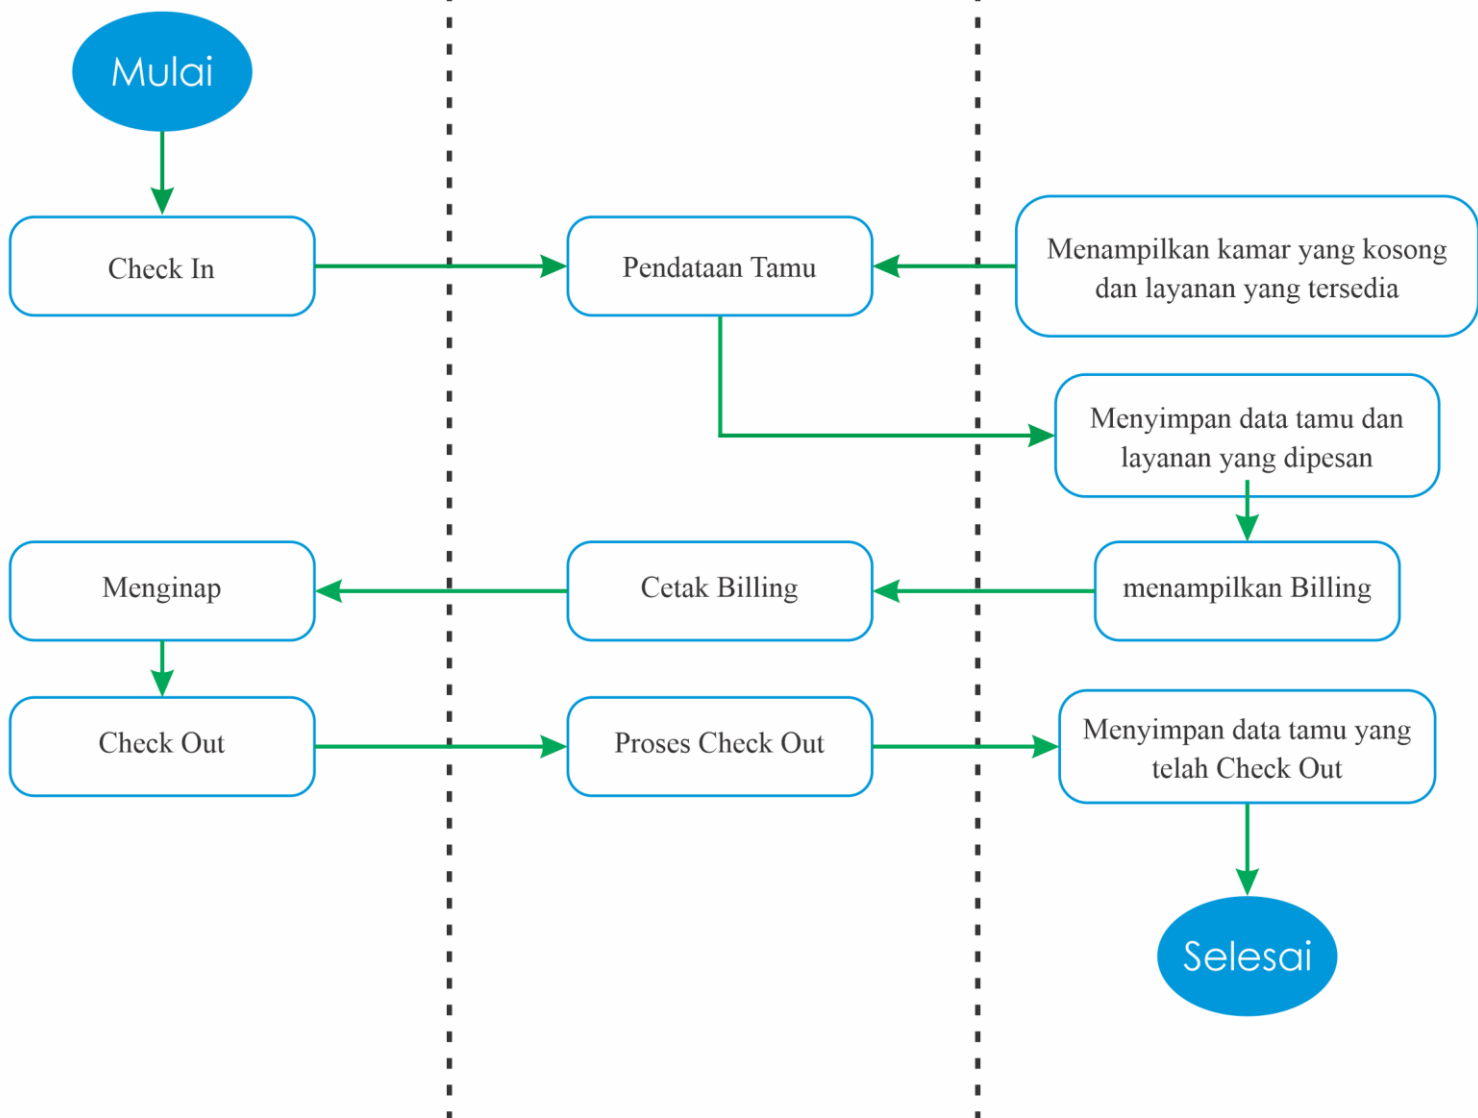 Mulai
Check In
Pendataan Tamu
Menampilkan kamar yang kosong
dan layanan yang tersedia
Menyimpan data tamu dan
layanan yang dipesan
Menginap
Cetak Billing
menampilkan Billing
Check Out
Proses Check Out
Menyimpan data tamu yang
telah Check Out
Selesai